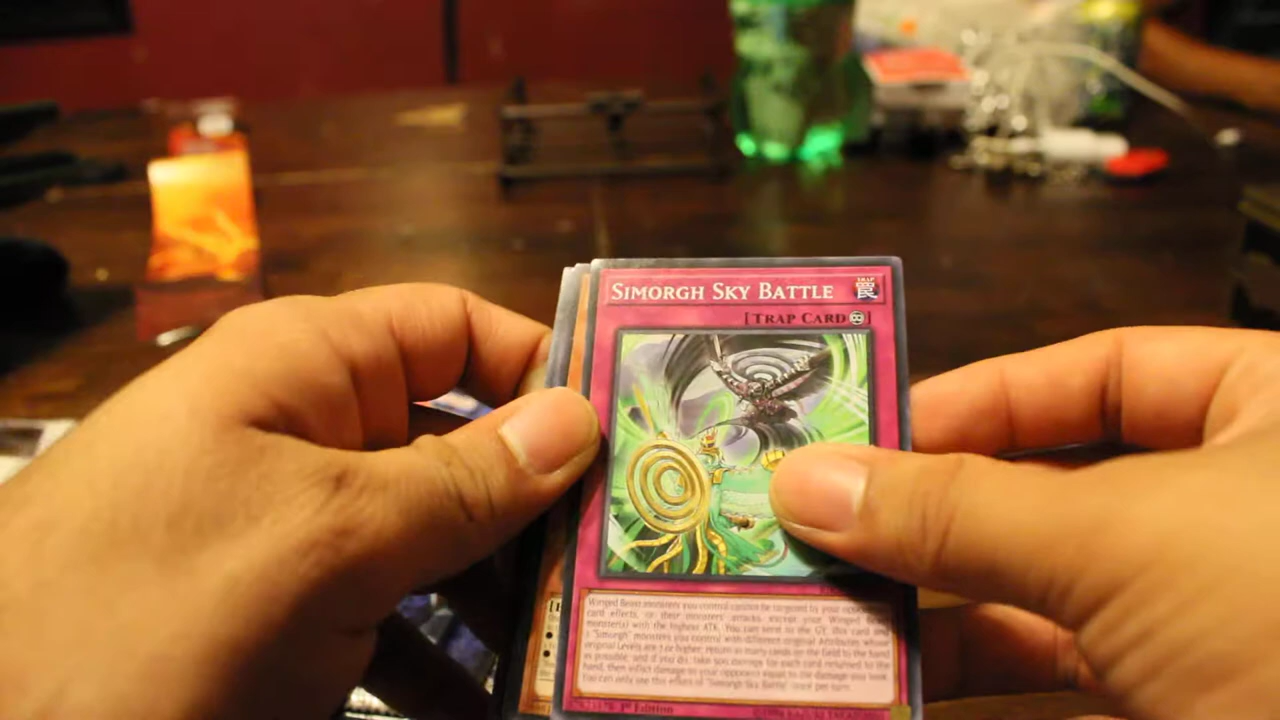 SIMORGH SKY BATTLE
TRAP
罠
[TRAP CARD]
Winged Beast monsters you control cannot be targeted by your opponent's
card effects, or their monsters' attacks, except your Winged Beast
monster(s) with the highest ATK. You can send to the GY, this card and
"Simorgh" monsters you control with different original Attributes whose
original Levels are 7 or higher; return as many cards on the field to the hand
as possible, and if you do, take 500 damage for each card returned to the
hand, then inflict damage to your opponent equal to the damage you took.
You can only use this effect of "Simorgh Sky Battle" once per turn.
1st Edition